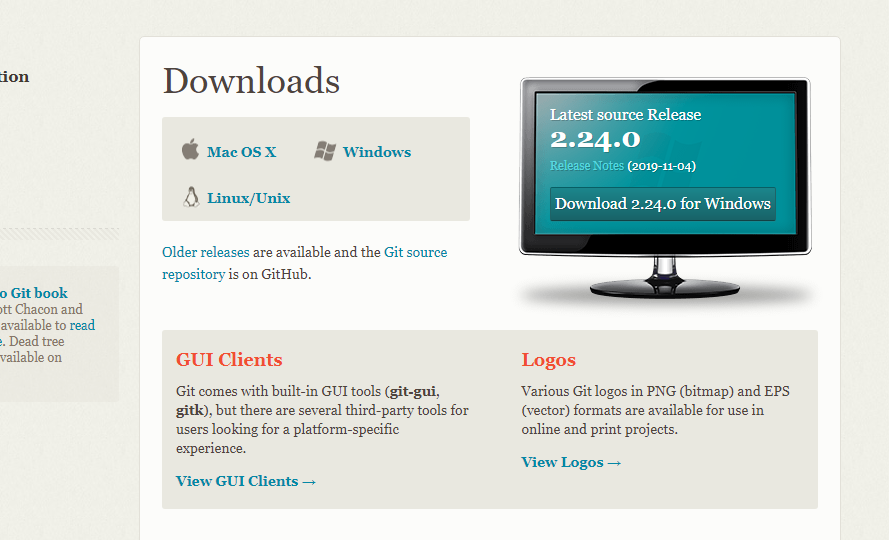 tion
o Git book
ott Chacon and
available to read
e. Dead tree
vailable on
Downloads
Mac OS X
Windows
Linux/Unix
Older releases are available and the Git source
repository is on GitHub.
Latest source Release
2.24.0
Release Notes (2019-11-04)
Download 2.24.0 for Windows
GUI Clients
Git comes with built-in GUI tools (git-gui,
gitk), but there are several third-party tools for
users looking for a platform-specific
experience.
View GUI Clients →
Logos
Various Git logos in PNG (bitmap) and EPS
(vector) formats are available for use in
online and print projects.
View Logos →